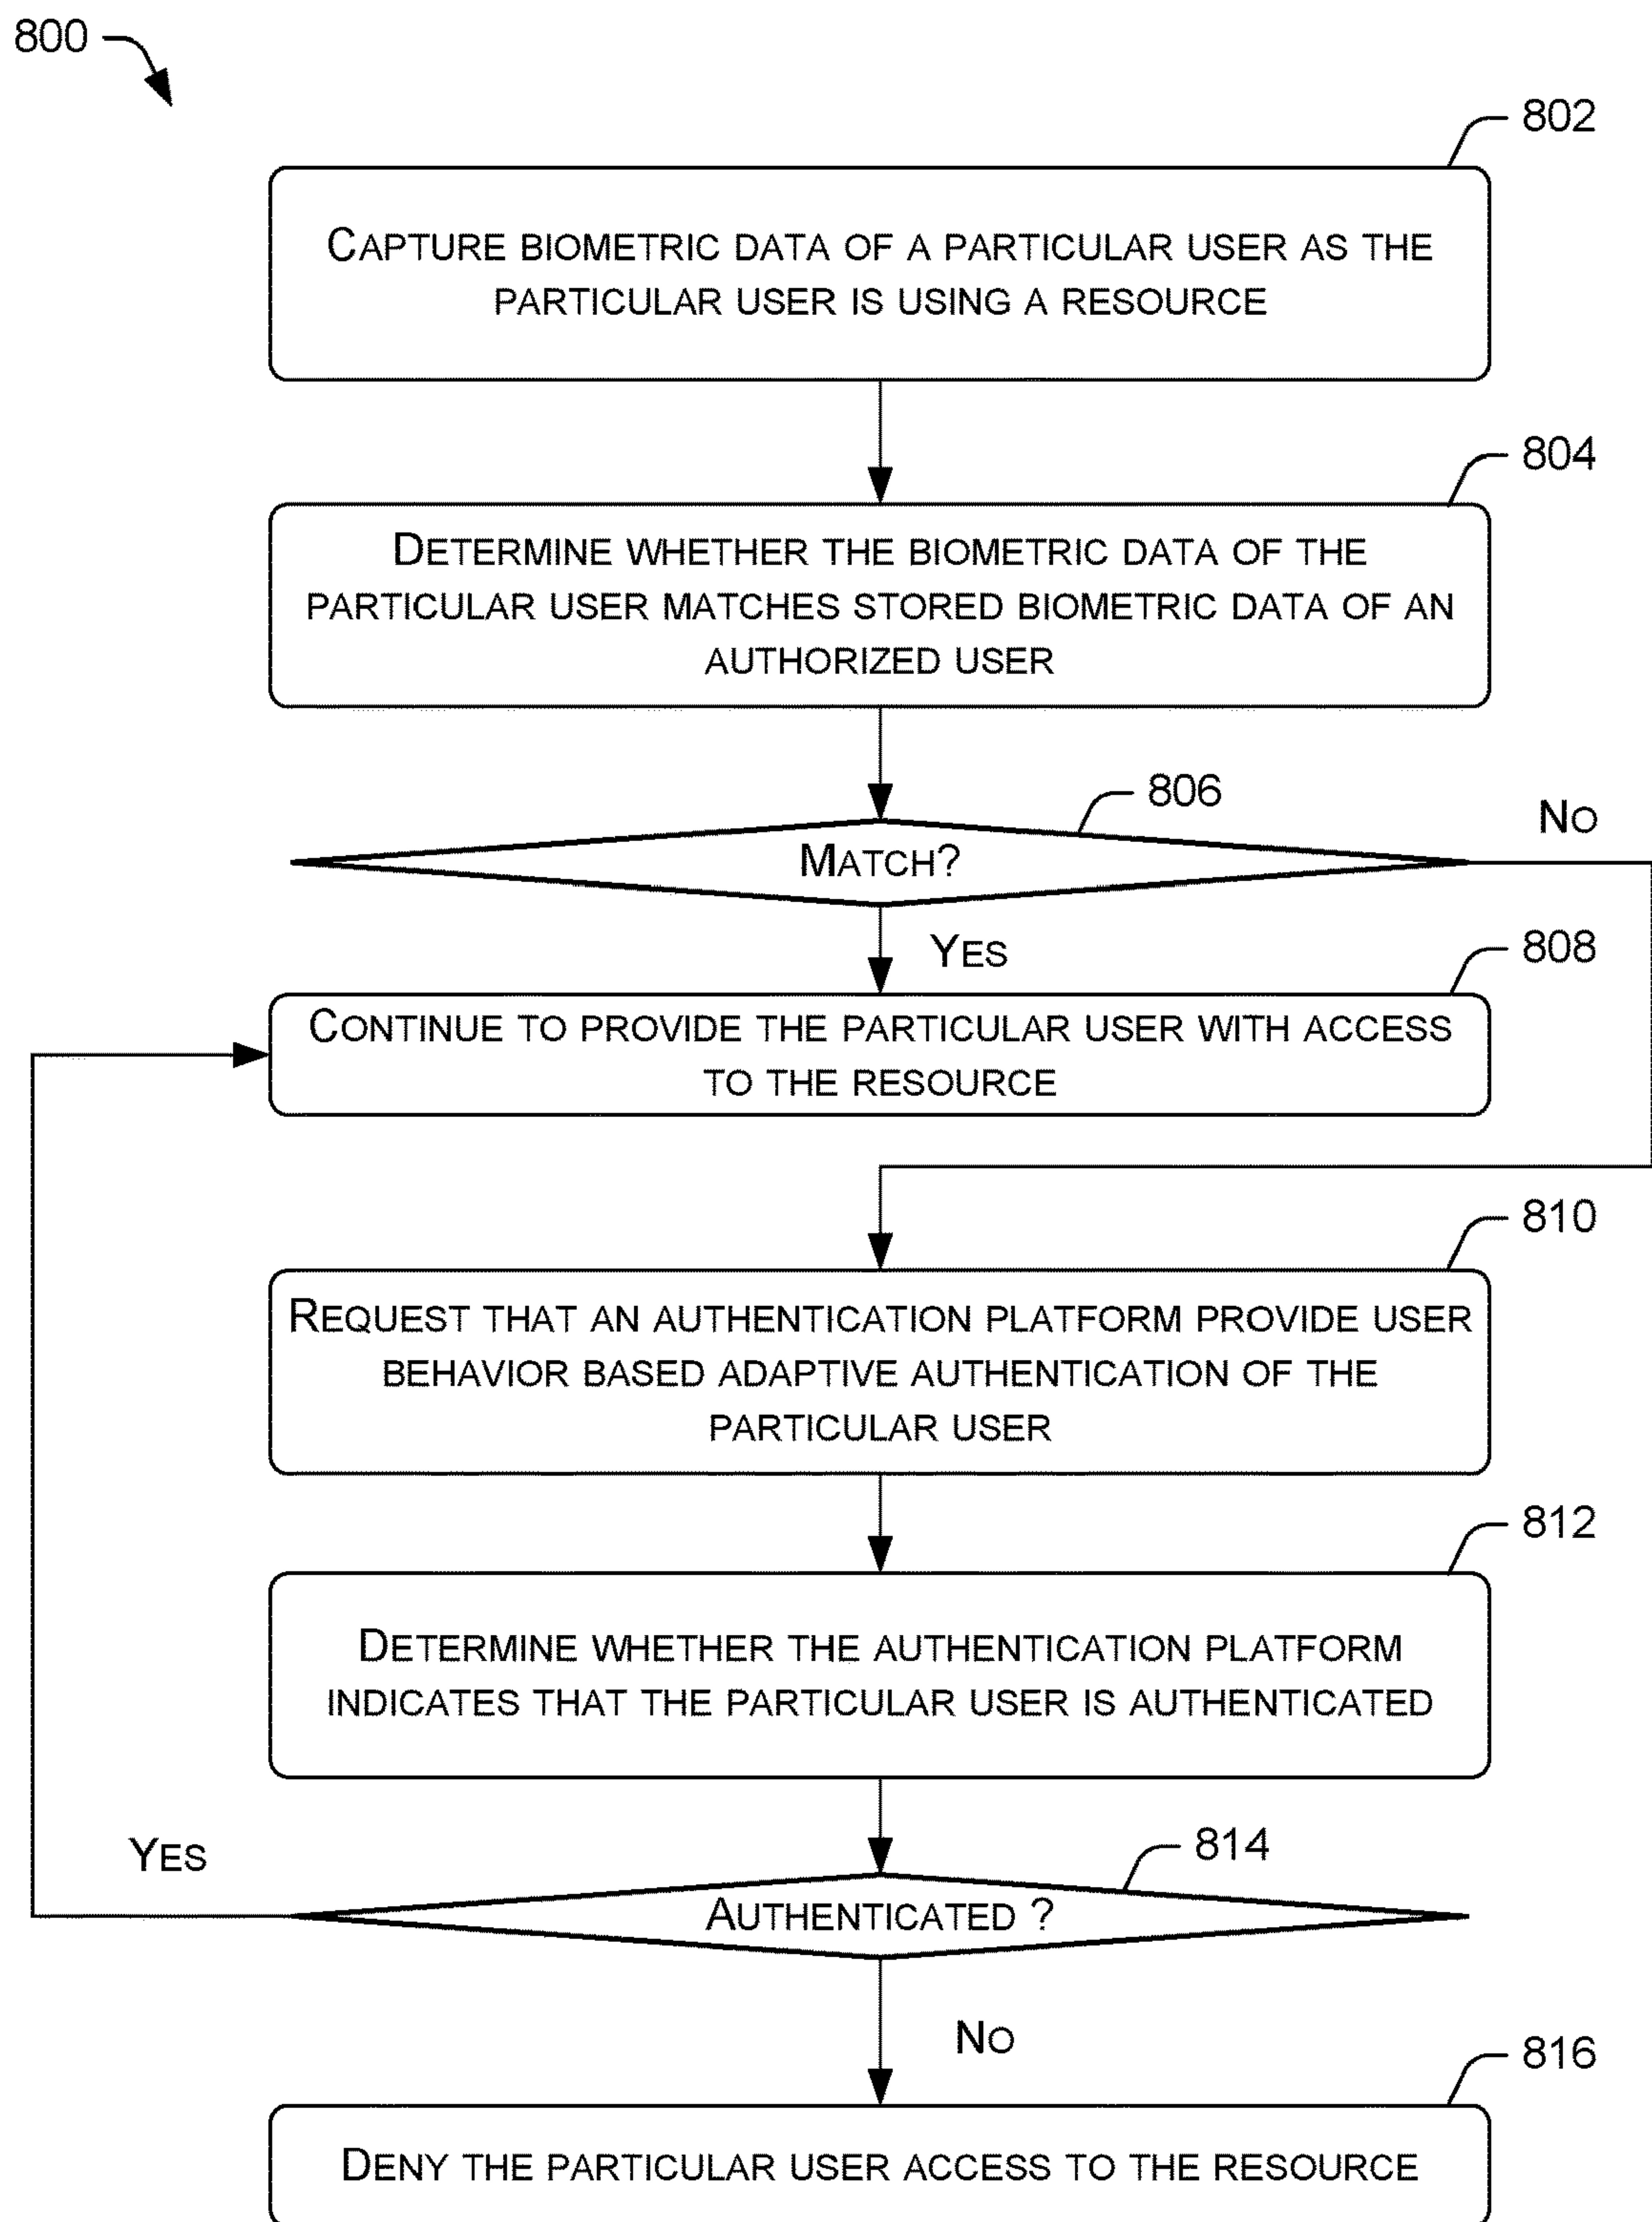 800
802
CAPTURE BIOMETRIC DATA OF A PARTICULAR USER AS THE
PARTICULAR USER IS USING A RESOURCE
804
DETERMINE WHETHER THE BIOMETRIC DATA OF THE
PARTICULAR USER MATCHES STORED BIOMETRIC DATA OF AN
AUTHORIZED USER
806
NO
MATCH?
YES
808
CONTINUE TO PROVIDE THE PARTICULAR USER WITH ACCESS
TO THE RESOURCE
810
REQUEST THAT AN AUTHENTICATION PLATFORM PROVIDE USER
BEHAVIOR BASED ADAPTIVE AUTHENTICATION OF THE
PARTICULAR USER
812
DETERMINE WHETHER THE AUTHENTICATION PLATFORM
INDICATES THAT THE PARTICULAR USER IS AUTHENTICATED
YES
814
AUTHENTICATED ?
NO
816
DENY THE PARTICULAR USER ACCESS TO THE RESOURCE